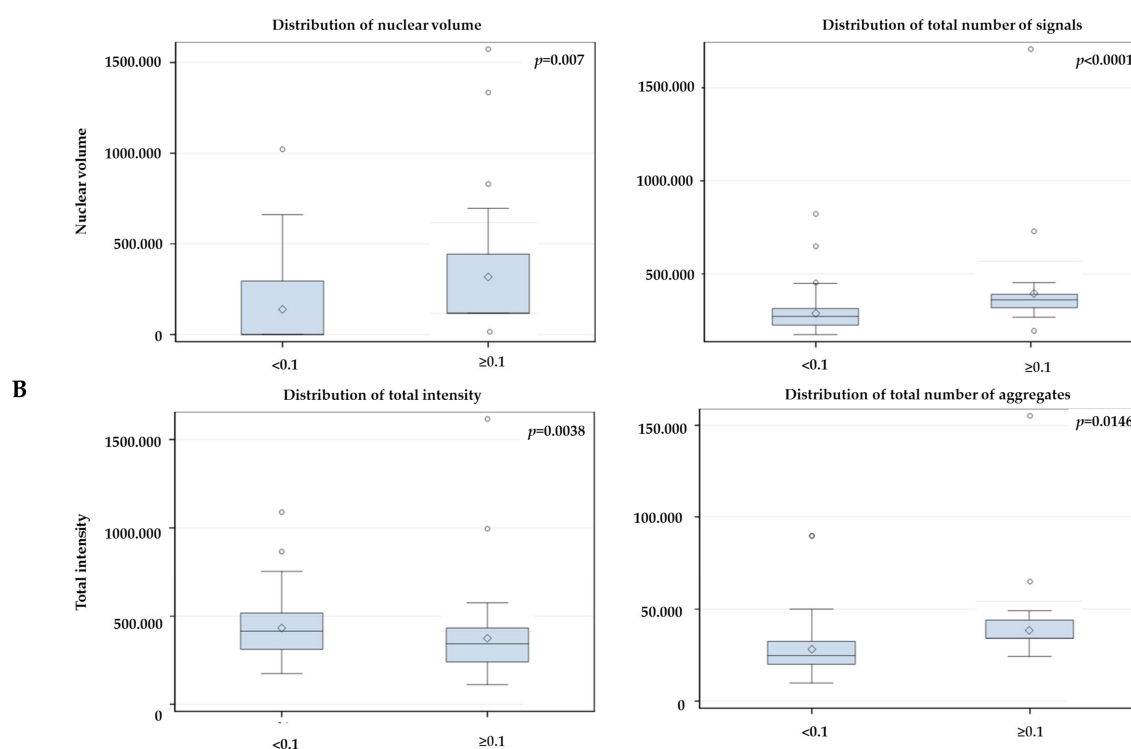 Distribution of nuclear volume
p=0.007
1500.000
1000.000
500.000
0
Nuclear volume
<0.1
≥0.1
Distribution of total number of signals
p<0.0001
1500.000
1000.000
500.000
<0.1
≥0.1
B
Distribution of total intensity
p=0.0038
1500.000
1000.000
500.000
0
Total intensity
<0.1
≥0.1
Distribution of total number of aggregates
p=0.0146
150.000
100.000
50.000
0
<0.1
≥0.1